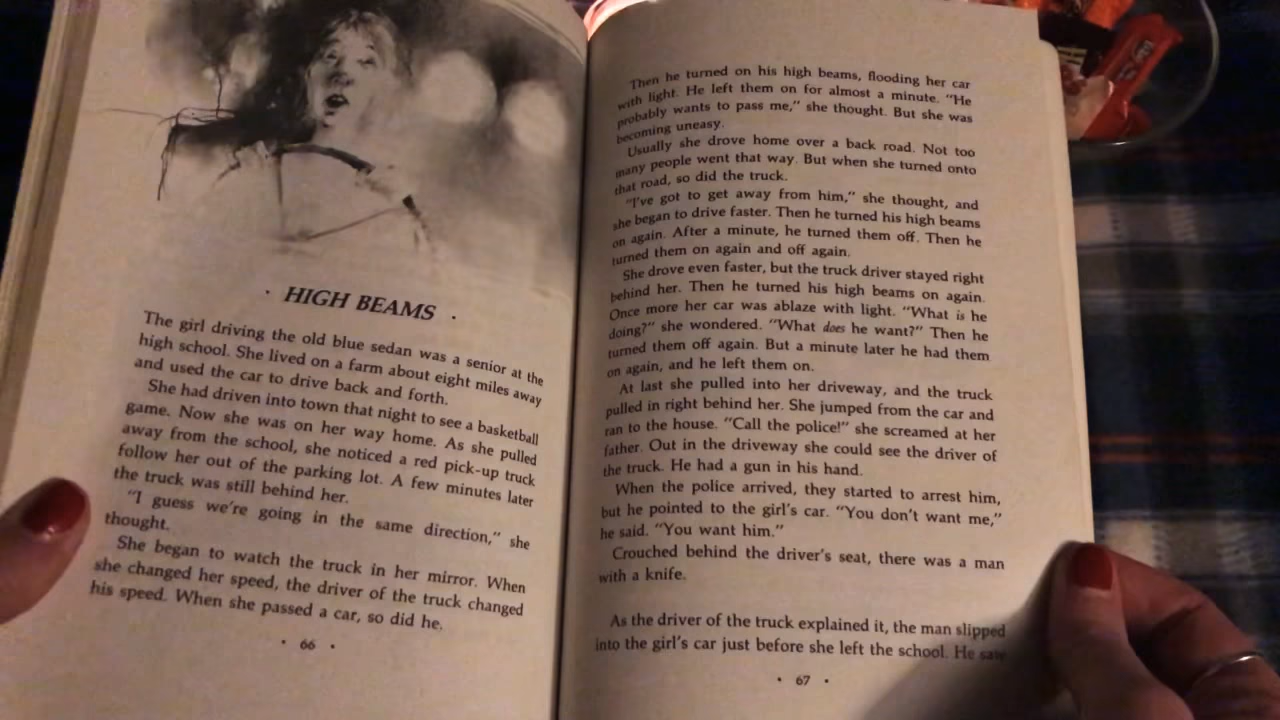 HIGH BEAMS
The girl driving the old blue sedan was a senior at the
high school. She lived on a farm about eight miles away
and used the car to drive back and forth.
She had driven into town that night to see a basketball
game. Now she was on her way home. As she pulled
away from the school, she noticed a red pick-up truck
follow her out of the parking lot. A few minutes later
the truck was still behind her.
"I guess we're going in the same direction," she
thought.
She began to watch the truck in her mirror. When
she changed her speed, the driver of the truck changed
his speed. When she passed a car, so did he.
· 66 ·
Then he turned on his high beams, flooding her car
with light. He left them on for almost a minute. "He
probably wants to pass me," she thought. But she was
becoming uneasy.
Usually she drove home over a back road. Not too
many people went that way. But when she turned onto
that road, so did the truck.
"I've got to get away from him," she thought, and
she began to drive faster. Then he turned his high beams
on again. After a minute, he turned them off. Then he
turned them on again and off again.
She drove even faster, but the truck driver stayed right
behind her. Then he turned his high beams on again.
Once more her car was ablaze with light. "What is he
doing?" she wondered. "What does he want?" Then he
turned them off again. But a minute later he had them
on again, and he left them on.
At last she pulled into her driveway, and the truck
pulled in right behind her. She jumped from the car and
ran to the house. "Call the police!" she screamed at her
father. Out in the driveway she could see the driver of
the truck. He had a gun in his hand.
When the police arrived, they started to arrest him,
but he pointed to the girl's car. "You don't want me,"
he said. "You want him."
Crouched behind the driver's seat, there was a man
with a knife.
As the driver of the truck explained it, the man slipped
into the girl's car just before she left the school. He saw
· 67 ·